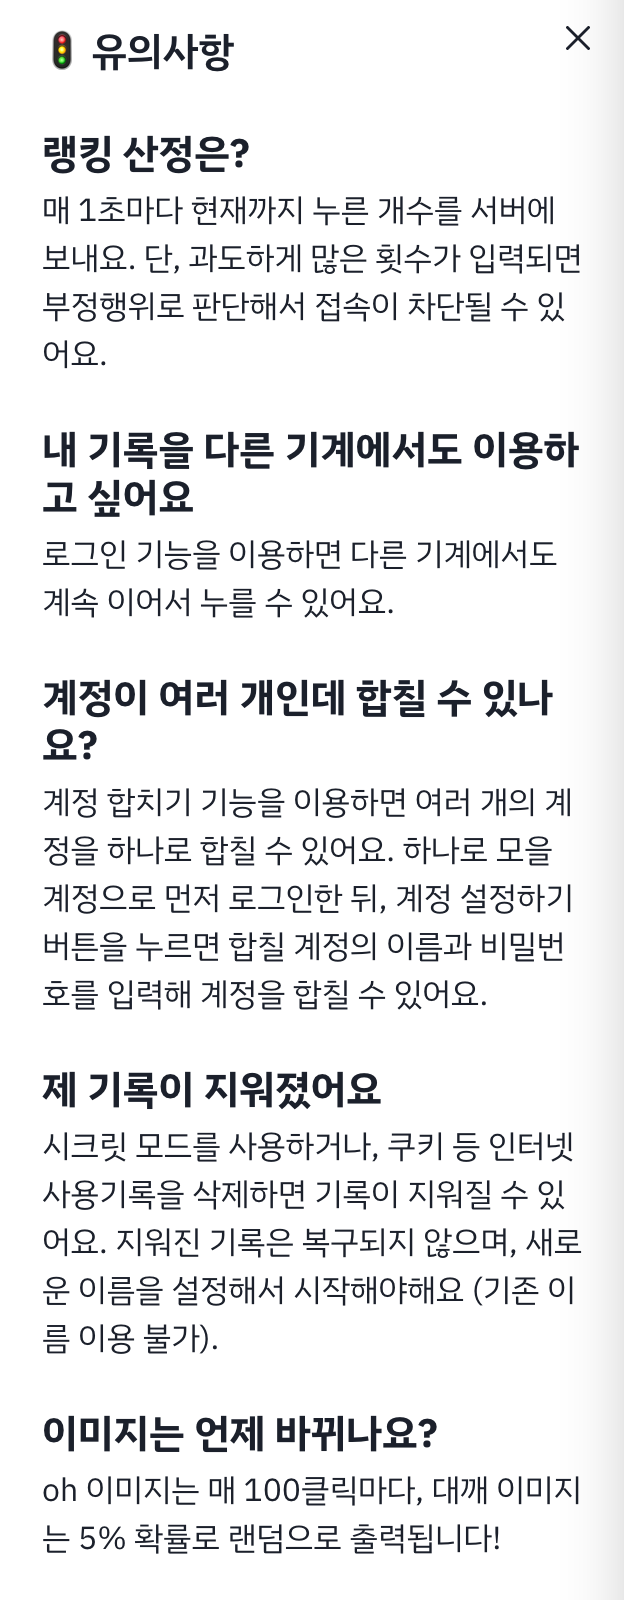 유의사항
랭킹 산정은?
매 1초마다 현재까지 누른 개수를 서버에
보내요. 단, 과도하게 많은 횟수가 입력되면
부정행위로 판단해서 접속이 차단될 수 있
어요.
내 기록을 다른 기계에서도 이용하
고 싶어요
로그인 기능을 이용하면 다른 기계에서도
계속 이어서 누를 수 있어요.
계정이 여러 개인데 합칠 수 있나
요?
계정 합치기 기능을 이용하면 여러 개의 계
정을 하나로 합칠 수 있어요. 하나로 모을
계정으로 먼저 로그인한 뒤, 계정 설정하기
버튼을 누르면 합칠 계정의 이름과 비밀번
호를 입력해 계정을 합칠 수 있어요.
제 기록이 지워졌어요
시크릿 모드를 사용하거나, 쿠키 등 인터넷
사용기록을 삭제하면 기록이 지워질 수 있
어요. 지워진 기록은 복구되지 않으며, 새로
운 이름을 설정해서 시작해야해요 (기존 이
름 이용 불가).
이미지는 언제 바뀌나요?
oh 이미지는 매 100클릭마다, 대깨 이미지
는 5% 확률로 랜덤으로 출력됩니다!